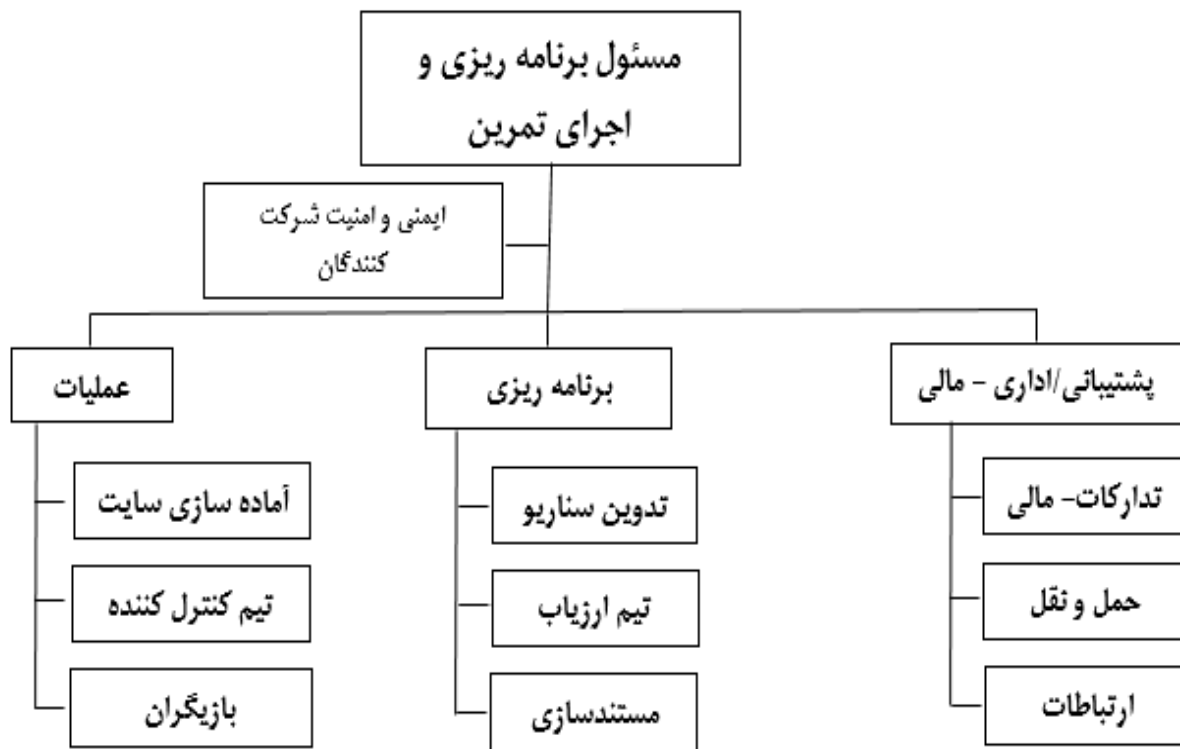 مسئول برنامه ریزی و
اجرای تمرین
ایمنی و امنیت شرکت
کنندگان
پشتیبانی/اداری - مالی
برنامه ریزی
عملیات
تدارکات- مالی
حمل و نقل
ارتباطات
تدوین سناریو
تیم ارزیاب
مستندسازی
آماده سازی سایت
تیم کنترل کننده
بازیگران